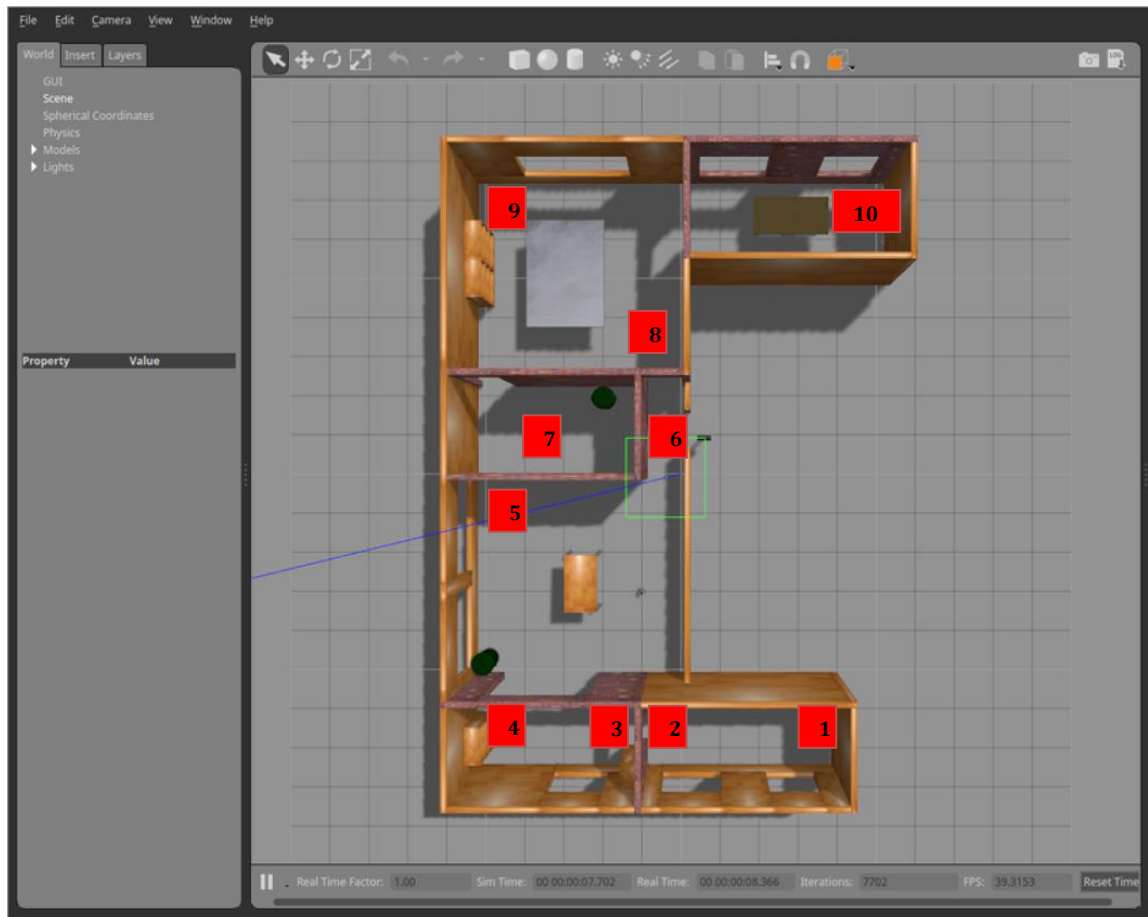 File Edit Camera View Window Help
World Insert Layers
GUI
Scene
Spherical Coordinates
Physics
Models
Lights
Property Value
9
10
8
7
6
5
4
3
2
1
Real Time Factor: 1.00 Sim Time: 00 00:00:07.702 Real Time: 00 00:00:08.366 Iterations: 7702 FPS: 39.3153 Reset Time